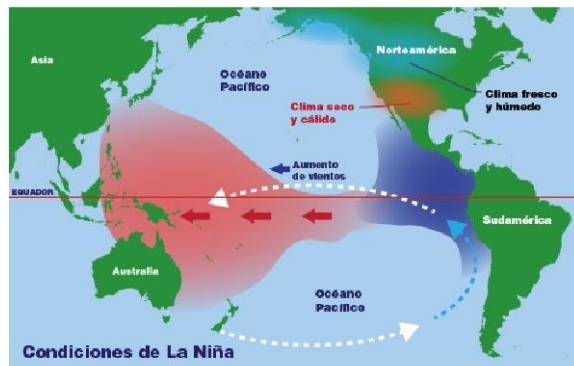 Asia
Norteamérica
Océano
Pacífico
Clima fresco
y húmedo
Clima seco
y cálido
Aumento
de vientos
EQUADOR
Sudamérica
Australia
Océano
Pacífico
Condiciones de La Niña